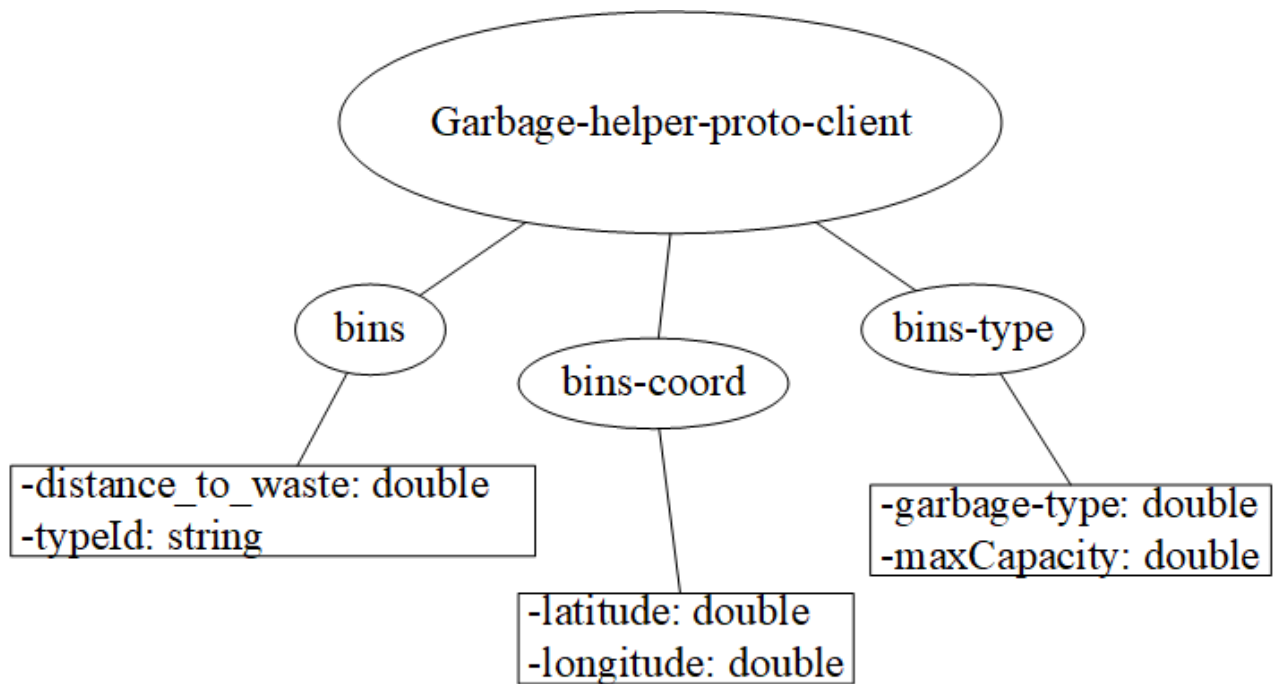 Garbage-helper-proto-client
bins
bins-coord
bins-type
-distance_to_waste: double
-typeId: string
-latitude: double
-longitude: double
-garbage-type: double
-maxCapacity: double